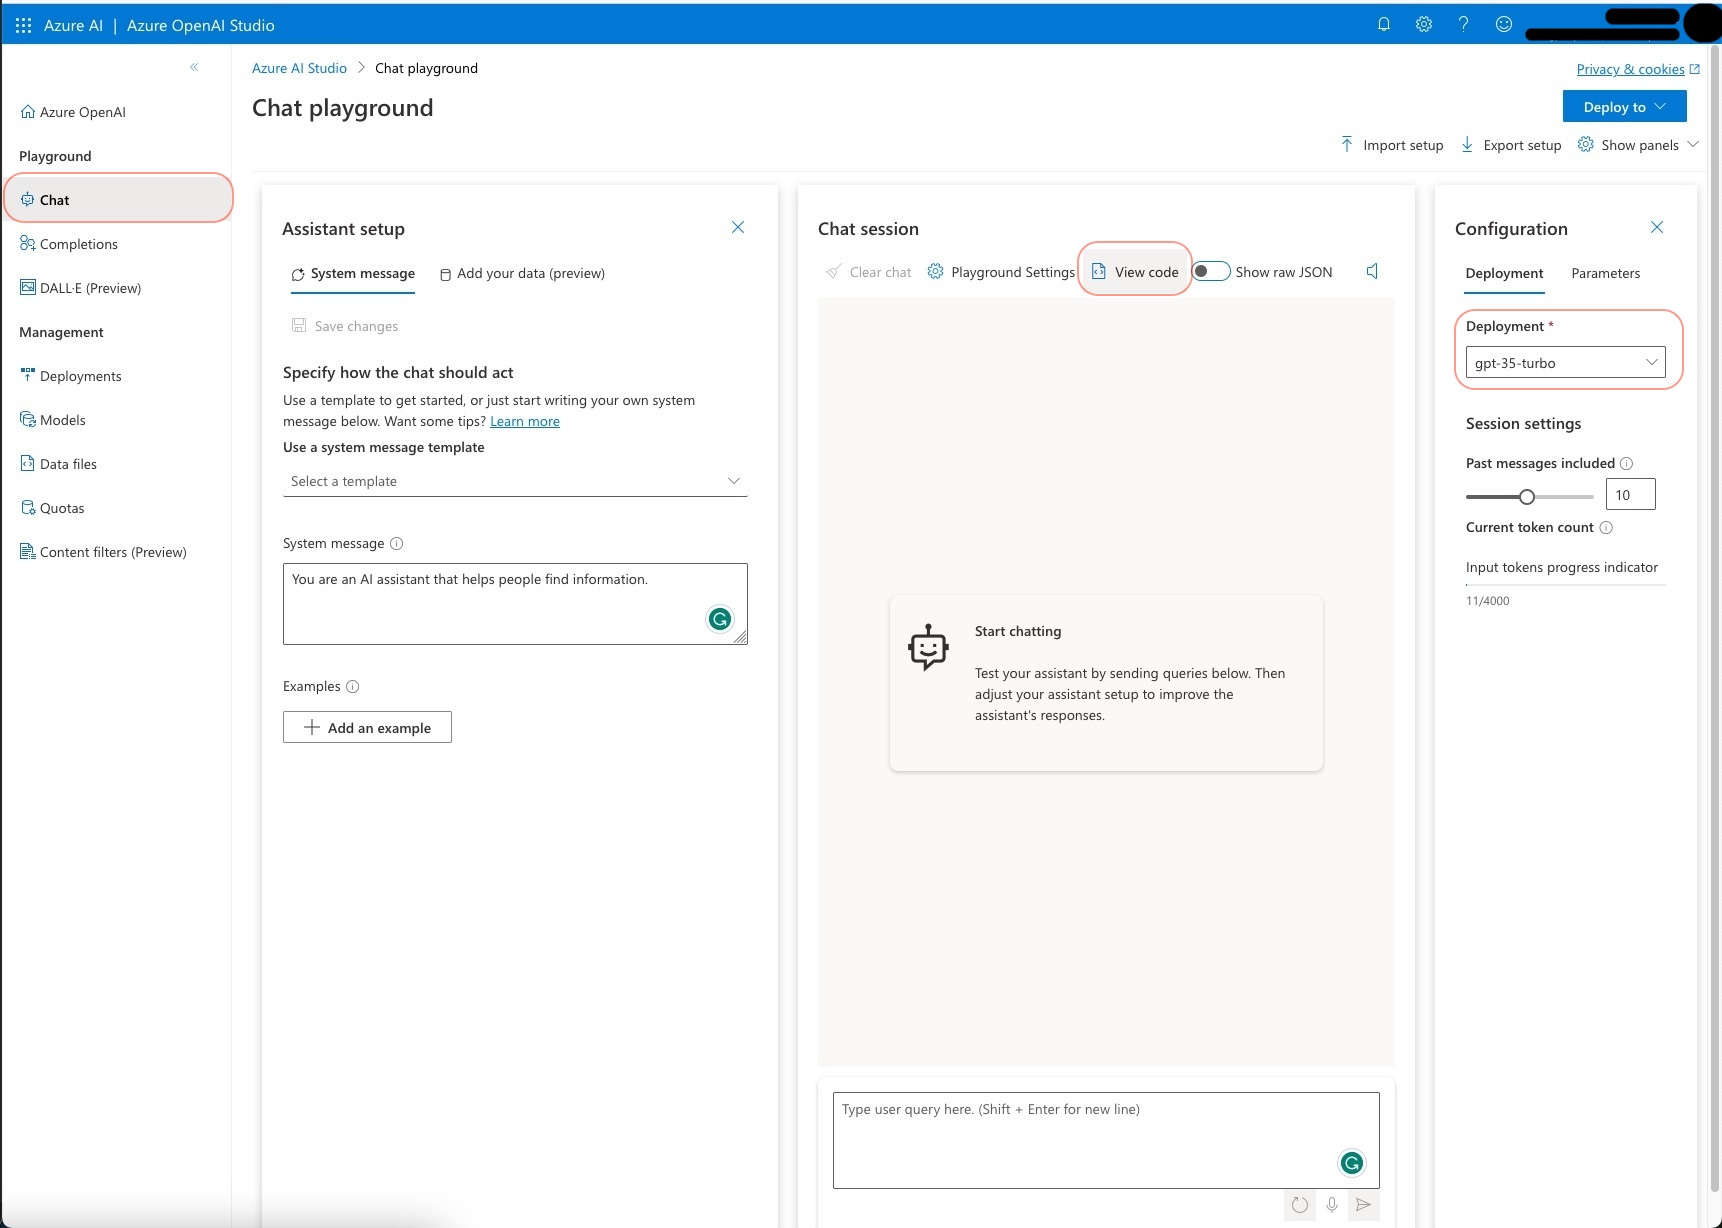 Azure AI | Azure OpenAI Studio
Azure AI Studio > Chat playground
Privacy & cookies
Chat playground
Deploy to
Import setup
Export setup
Show panels
Azure OpenAI
Playground
Chat
Completions
DALL·E (Preview)
Management
Deployments
Models
Data files
Quotas
Content filters (Preview)
Assistant setup
System message
Add your data (preview)
Save changes
Specify how the chat should act
Use a template to get started, or just start writing your own system
message below. Want some tips? Learn more
Use a system message template
Select a template
System message
You are an AI assistant that helps people find information.
Examples
Add an example
Chat session
Clear chat
Playground Settings
View code
Show raw JSON
Start chatting
Test your assistant by sending queries below. Then
adjust your assistant setup to improve the
assistant's responses.
Type user query here. (Shift + Enter for new line)
Configuration
Deployment
Parameters
Deployment *
gpt-35-turbo
Session settings
Past messages included
10
Current token count
Input tokens progress indicator
11/4000